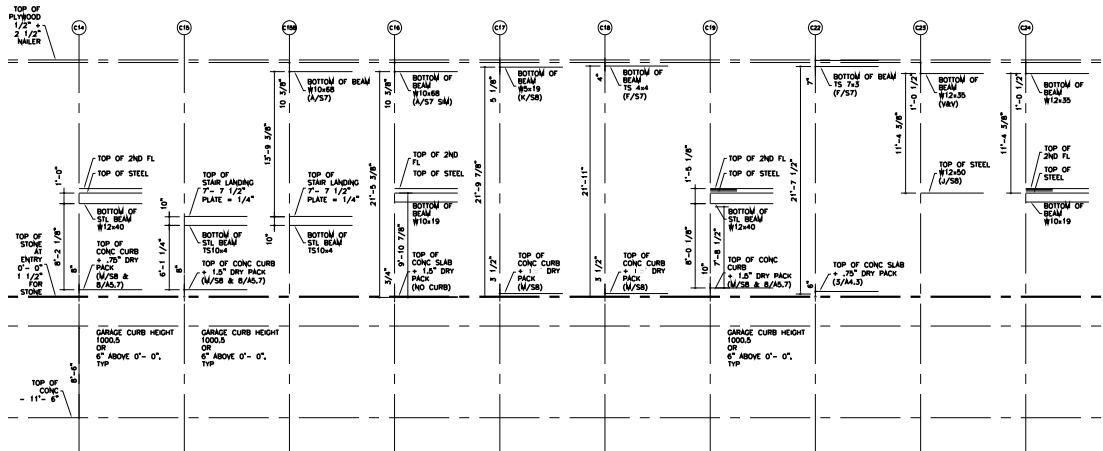 TOP OF
PLYWOOD
1/2" +
2 1/2"
NAILER
C14
C15
C15B
C16
C17
C18
C19
C22
C23
C24
BOTTOM OF BEAM
W10x68
(A/S7)
10 3/8"
13'-9 3/8"
BOTTOM OF
BEAM
W10x68
(A/S7 SIM)
10 3/8"
21'-5 3/8"
BOTTOM OF
BEAM
W5x19
(K/S8)
5 1/8"
21'-9 7/8"
BOTTOM OF
BEAM
TS 4x4
(F/S7)
4"
21'-11"
BOTTOM OF BEAM
TS 7x3
(F/S7)
7"
21'-7 1/2"
BOTTOM OF
BEAM
W12x35
(V&V)
1'-0 1/2"
11'-4 3/8"
BOTTOM OF
BEAM
W12x35
1'-0 1/2"
11'-4 3/8"
TOP OF 2ND FL
TOP OF STEEL
1'-0"
BOTTOM OF
STL BEAM
W12x40
8'-2 1/8"
TOP OF
STAIR LANDING
7'- 7 1/2"
PLATE = 1/4"
10"
BOTTOM OF
STL BEAM
TS10x4
6'-1 1/4"
TOP OF
STAIR LANDING
7'- 7 1/2"
PLATE = 1/4"
10"
BOTTOM OF
STL BEAM
TS10x4
TOP OF 2ND
FL
TOP OF STEEL
BOTTOM OF
BEAM
W10x19
9'-10 7/8"
TOP OF 2ND FL
TOP OF STEEL
1'-5 1/8"
BOTTOM OF
STL BEAM
W12x40
8'-0 1/8"
7'-8 1/2"
TOP OF STEEL
W12x50
(J/S8)
TOP OF
2ND FL
TOP OF
STEEL
BOTTOM OF
BEAM
W10x19
TOP OF
STONE
AT
ENTRY
0'- 0"
1 1/2"
FOR
STONE
8"
TOP OF
CONC CURB
+ .75" DRY
PACK
(M/S8 &
8/A5.7)
8"
TOP OF CONC CURB
+ 1.5" DRY PACK
(M/S8 & 8/A5.7)
3/4"
TOP OF
CONC SLAB
+ 1.5" DRY
PACK
(NO CURB)
3 1/2"
TOP OF
CONC CURB
DRY
PACK
(M/S8)
3 1/2"
TOP OF
CONC CURB
DRY
PACK
(M/S8)
10"
TOP OF CONC
CURB
+ 1.5" DRY PACK
(M/S8 & 8/A5.7)
6"
TOP OF CONC SLAB
+ .75" DRY PACK
(3/A4.3)
GARAGE CURB HEIGHT
1000.5
OR
6" ABOVE 0'- 0",
TYP
GARAGE CURB HEIGHT
1000.5
OR
6" ABOVE 0'- 0",
TYP
GARAGE CURB HEIGHT
1000.5
OR
6" ABOVE 0'- 0",
TYP
8'-6"
TOP OF
CONC
- 11'- 6"